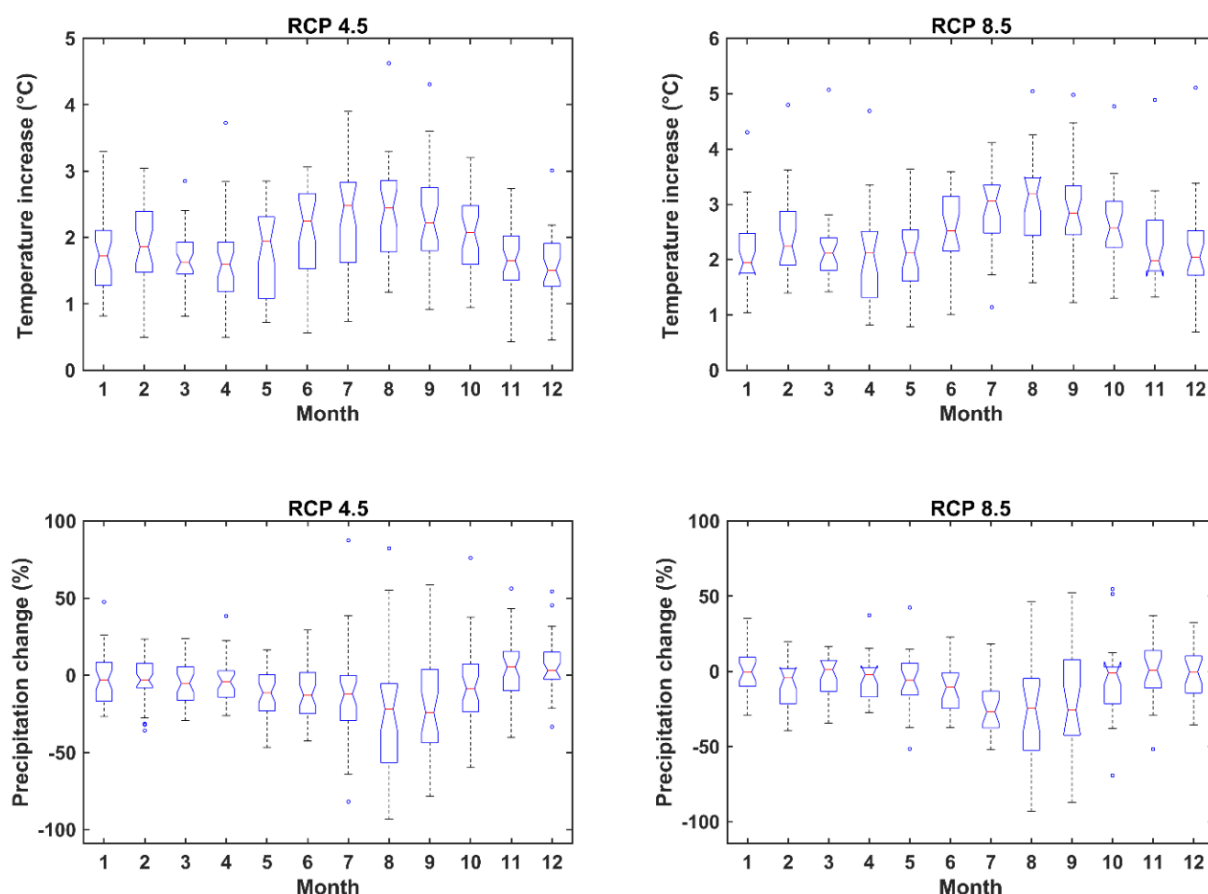 RCP 4.5
Temperature increase (°C)
5
4
3
2
1
0
1 2 3 4 5 6 7 8 9 10 11 12
Month
RCP 8.5
Temperature increase (°C)
6
5
4
3
2
1
0
1 2 3 4 5 6 7 8 9 10 11 12
Month
RCP 4.5
Precipitation change (%)
100
50
0
-50
-100
1 2 3 4 5 6 7 8 9 10 11 12
Month
RCP 8.5
Precipitation change (%)
100
50
0
-50
-100
1 2 3 4 5 6 7 8 9 10 11 12
Month